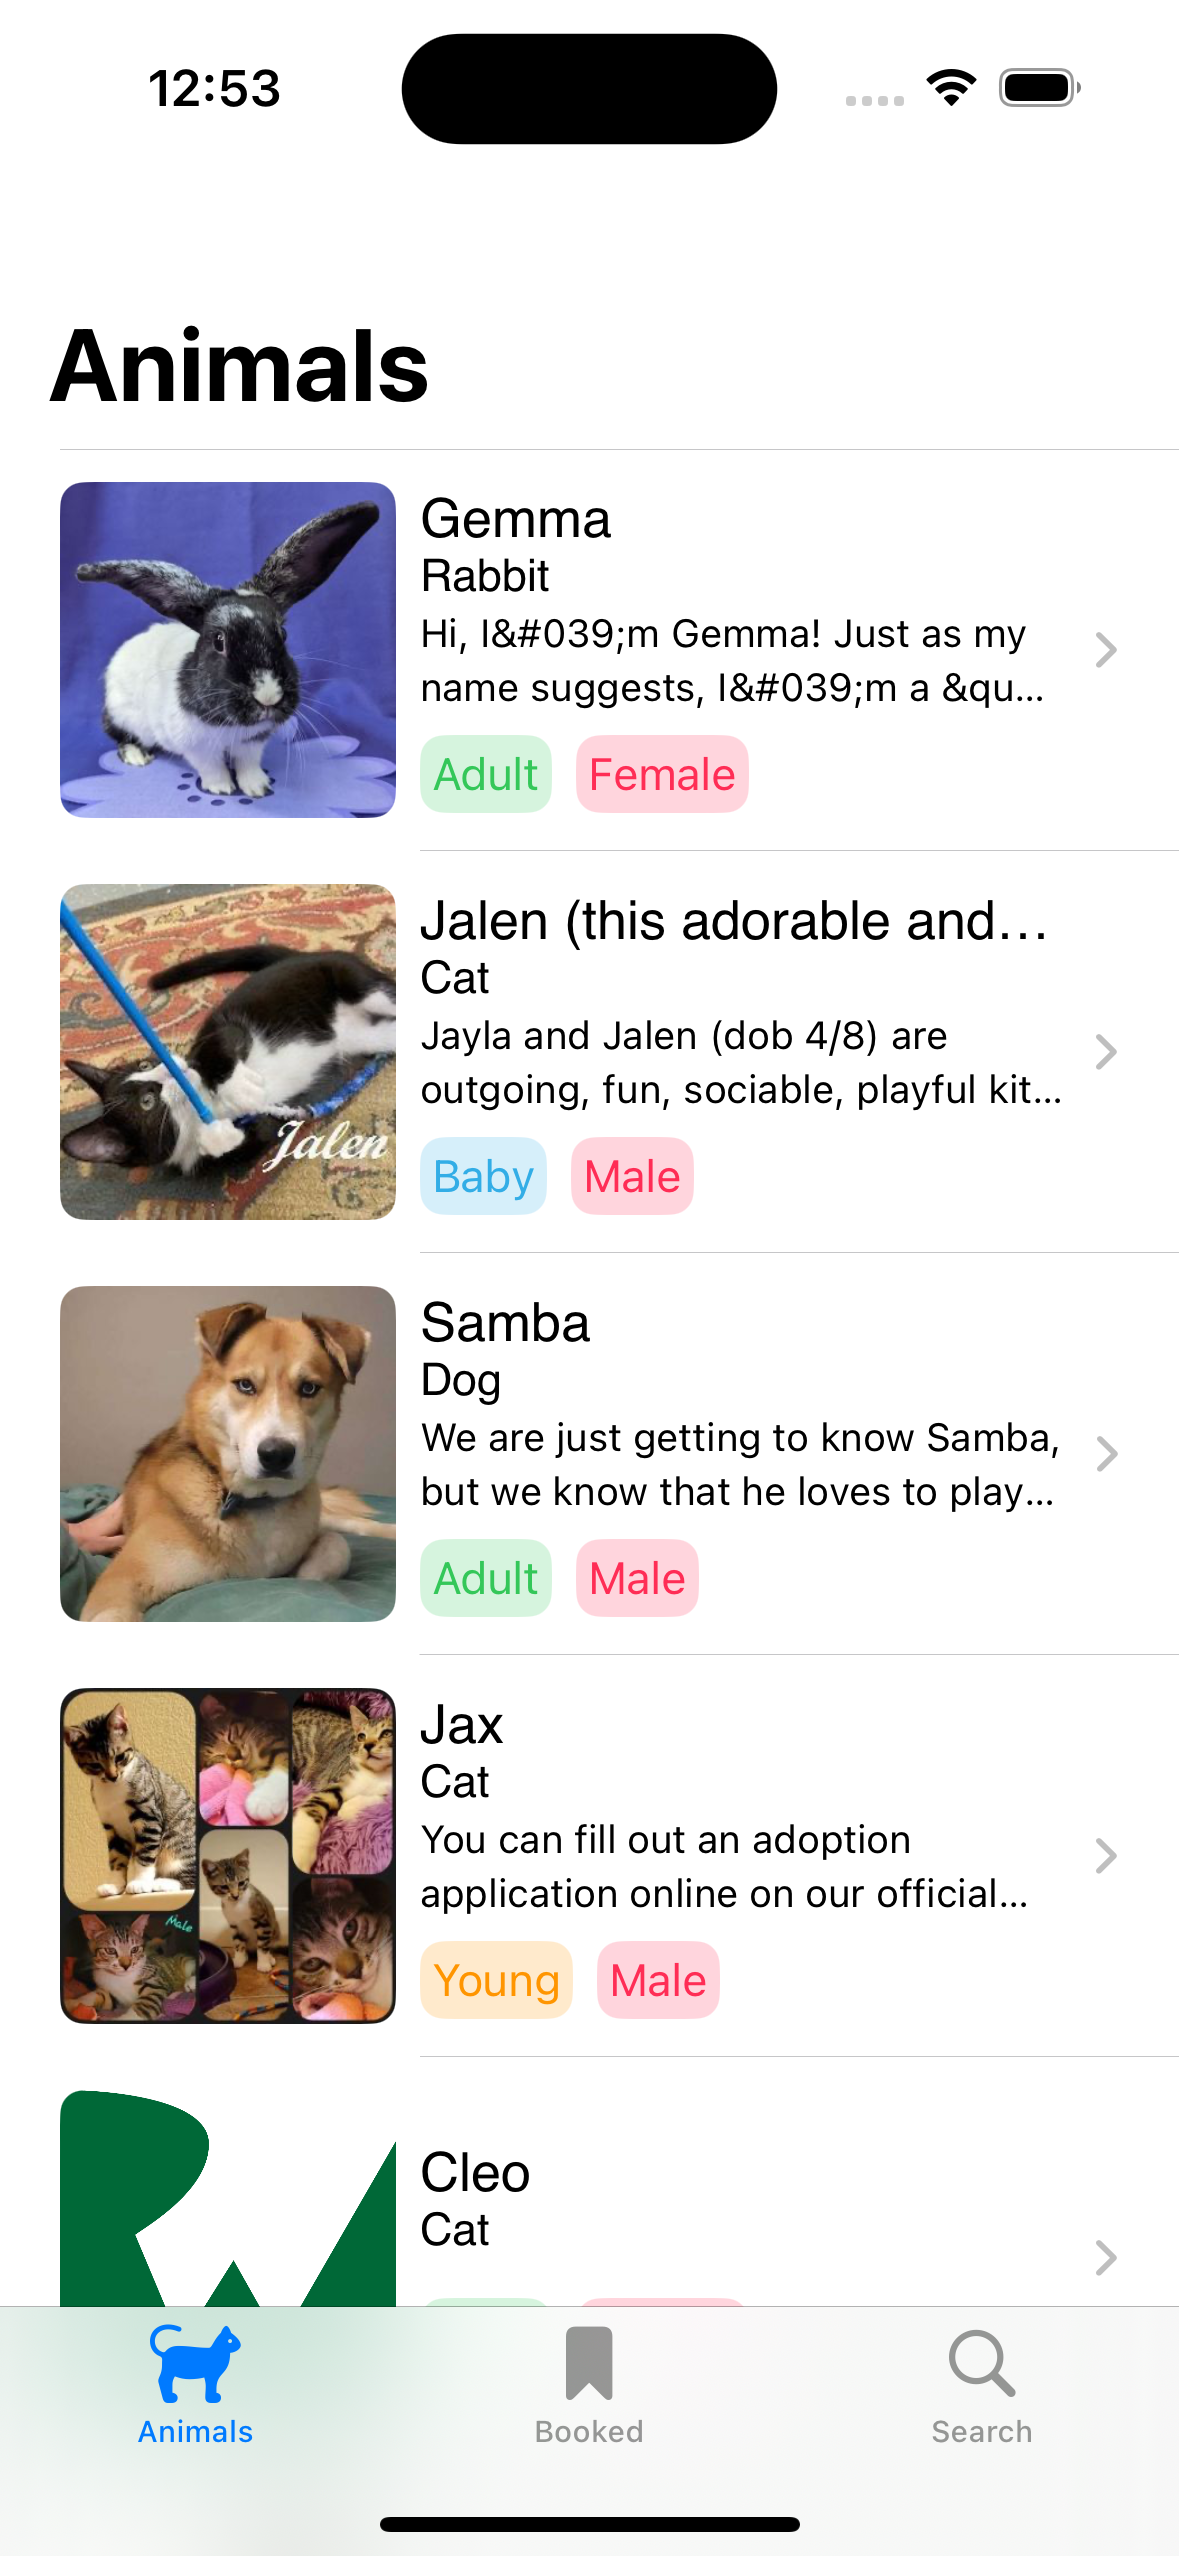 12:53
Animals
Gemma
Rabbit
Hi, I&#039;m Gemma! Just as my
name suggests, I&#039;m a &qu...
Adult Female
Jalen (this adorable and...
Cat
Jayla and Jalen (dob 4/8) are
outgoing, fun, sociable, playful kit...
Jalen
Baby Male
Samba
Dog
We are just getting to know Samba,
but we know that he loves to play...
Adult Male
Jax
Cat
You can fill out an adoption
application online on our official...
Male
Young Male
Cleo
Cat
Animals Booked Search